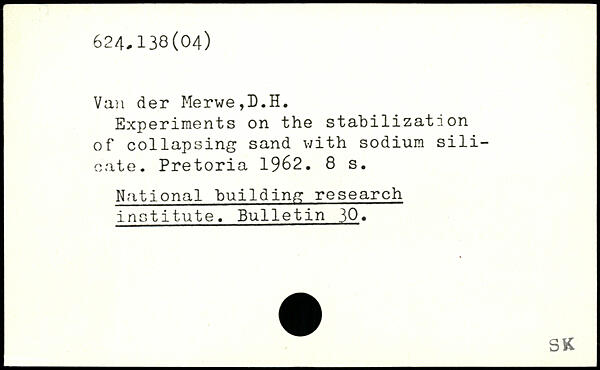 624.138(04)
Van der Merwe,D.H.
Experiments on the stabilization
of collapsing sand with sodium sili-
cate. Pretoria 1962. 8 s.
National building research
institute. Bulletin 30.
SK